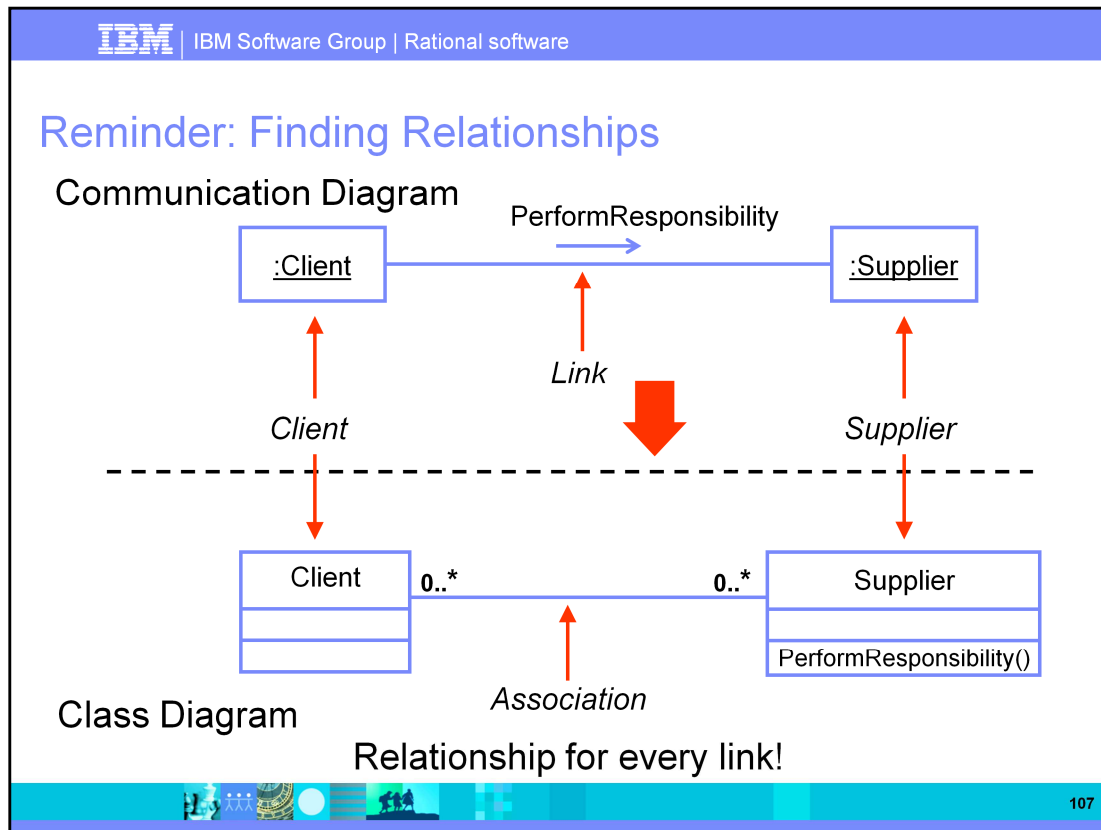 IBM | IBM Software Group | Rational software
Reminder: Finding Relationships
Communication Diagram
PerformResponsibility
:Client
:Supplier
Link
Client
Supplier
Client
0..*
0..*
Supplier
PerformResponsibility()
Association
Class Diagram
Relationship for every link!
107